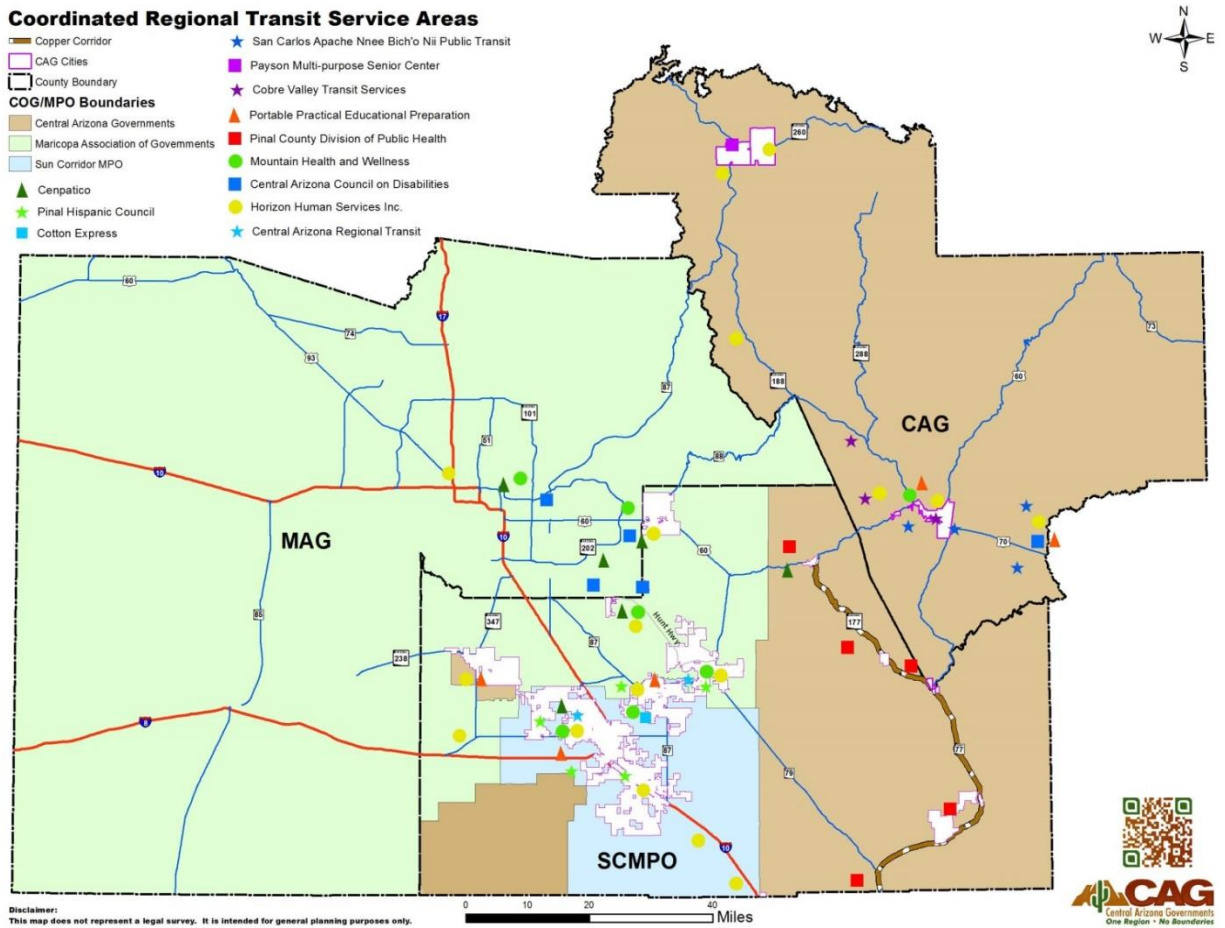 Coordinated Regional Transit Service Areas
Copper Corridor
CAG Cities
County Boundary
COG/MPO Boundaries
Central Arizona Governments
Maricopa Association of Governments
Sun Corridor MPO
Cenpatico
Pinal Hispanic Council
Cotton Express
San Carlos Apache Nnee Bich'o Nii Public Transit
Payson Multi-purpose Senior Center
Cobre Valley Transit Services
Portable Practical Educational Preparation
Pinal County Division of Public Health
Mountain Health and Wellness
Central Arizona Council on Disabilities
Horizon Human Services Inc.
Central Arizona Regional Transit
N
W E
S
260
60
17
74
93
73
288
188
60
87
101
61
CAG
88
10
60
MAG
10
202
60
70
85
347
Hunt Hwy
177
87
238
8
87
77
79
SCMPO
10
0 10 20 40
Miles
Disclaimer:
This map does not represent a legal survey. It is intended for general planning purposes only.
CAG
Central Arizona Governments
One Region • No Boundaries